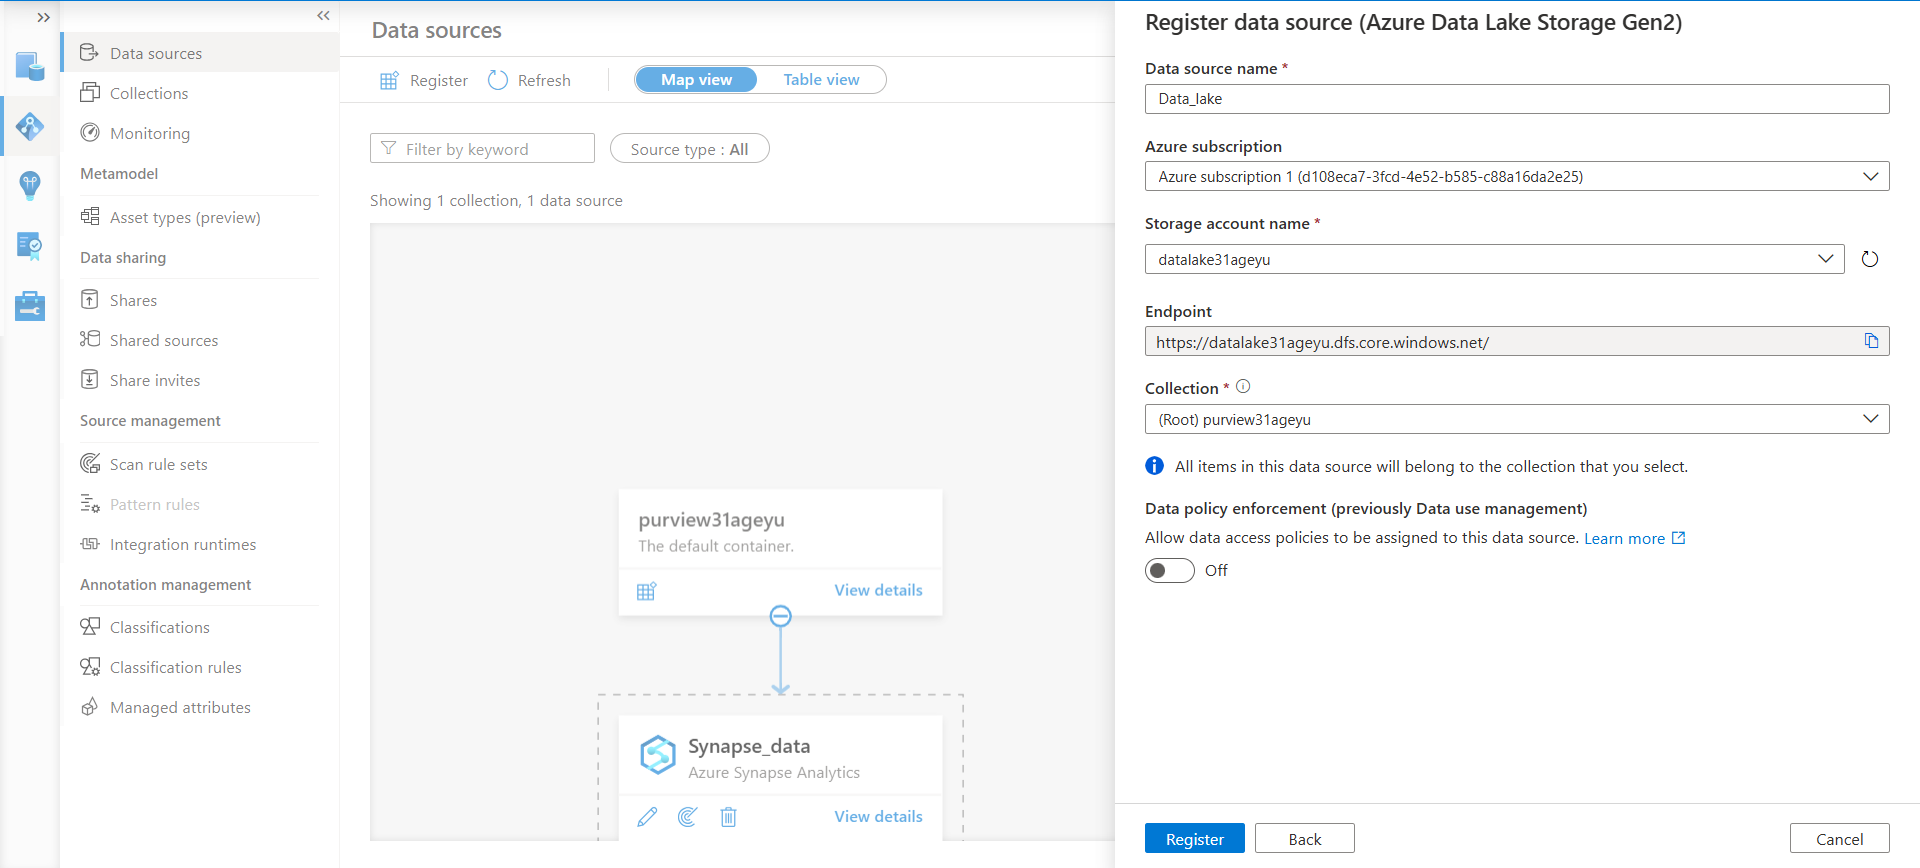 Data sources
Collections
Monitoring
Metamodel
Asset types (preview)
Data sharing
Shares
Shared sources
Share invites
Source management
Scan rule sets
Pattern rules
Integration runtimes
Annotation management
Classifications
Classification rules
Managed attributes
Data sources
Register
Refresh
Map view
Table view
Filter by keyword
Source type : All
Showing 1 collection, 1 data source
purview31ageyu
The default container.
View details
Synapse_data
Azure Synapse Analytics
View details
Register data source (Azure Data Lake Storage Gen2)
Data source name *
Data_lake
Azure subscription
Azure subscription 1 (d108eca7-3fcd-4e52-b585-c88a16da2e25)
Storage account name *
datalake31ageyu
Endpoint
https://datalake31ageyu.dfs.core.windows.net/
Collection *
(Root) purview31ageyu
All items in this data source will belong to the collection that you select.
Data policy enforcement (previously Data use management)
Allow data access policies to be assigned to this data source. Learn more
Off
Register
Back
Cancel